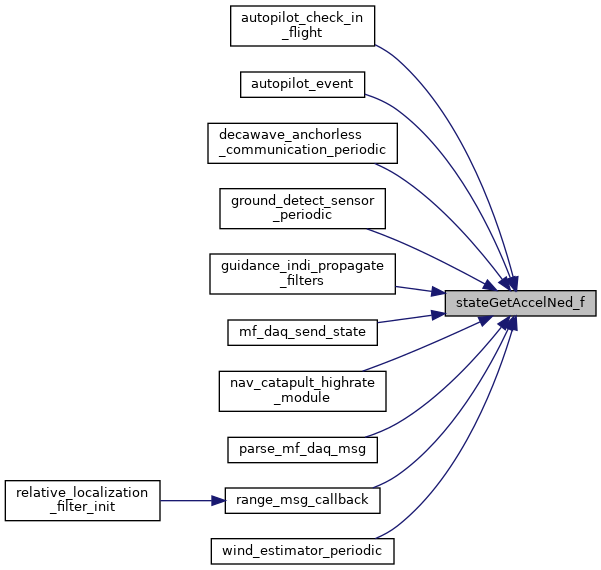 autopilot_check_in
_flight
autopilot_event
decawave_anchorless
_communication_periodic
ground_detect_sensor
_periodic
guidance_indi_propagate
_filters
stateGetAccelNed_f
mf_daq_send_state
nav_catapult_highrate
_module
parse_mf_daq_msg
relative_localization
_filter_init
range_msg_callback
wind_estimator_periodic